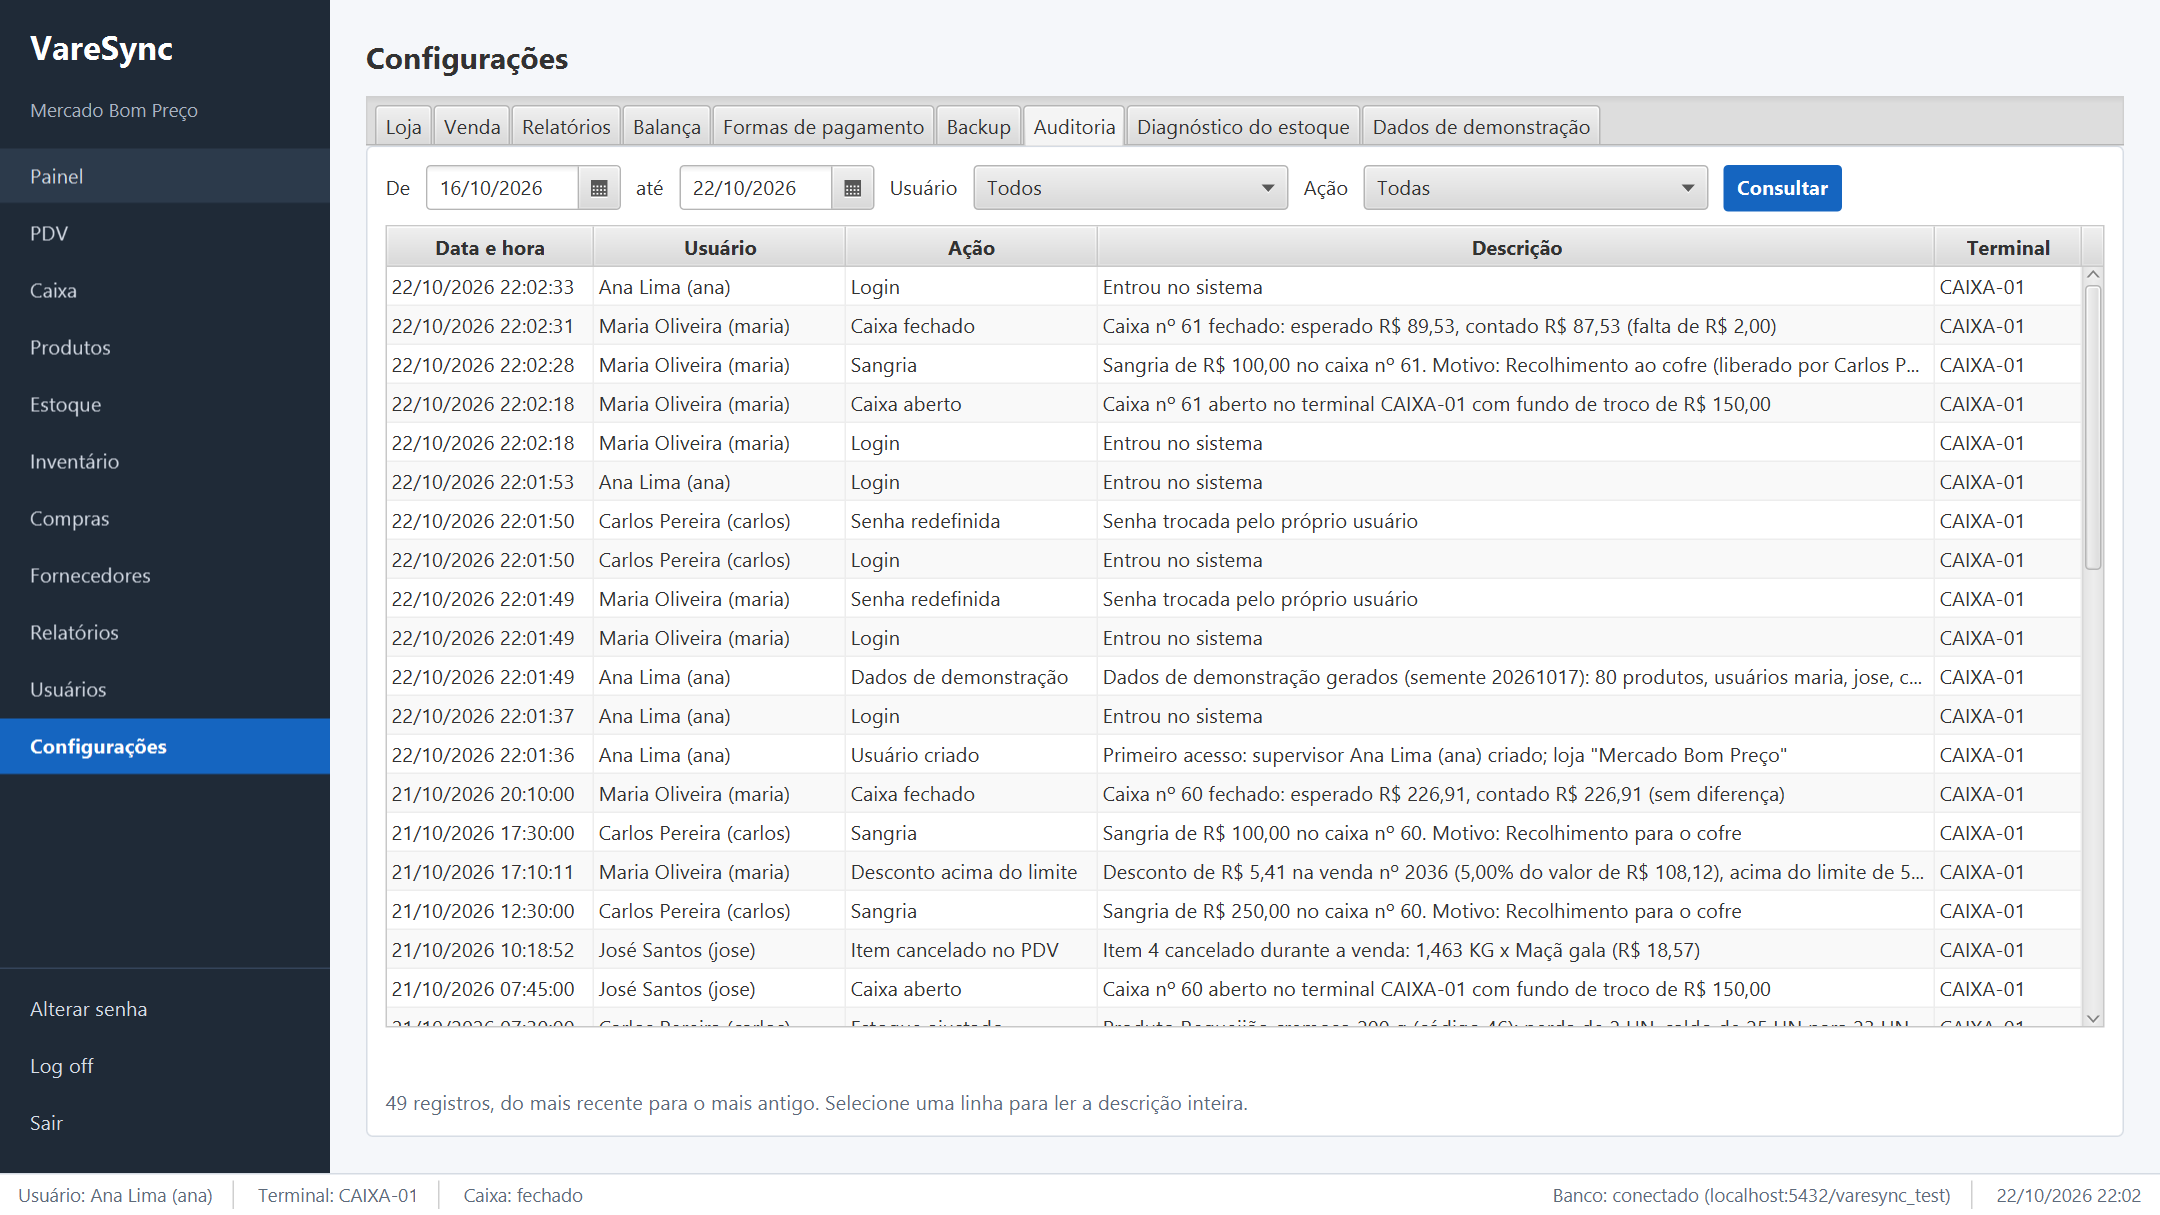 VareSync
Mercado Bom Preço
Painel
PDV
Caixa
Produtos
Estoque
Inventário
Compras
Fornecedores
Relatórios
Usuários
Configurações
Alterar senha
Log off
Sair
Configurações
Loja Venda Relatórios Balança Formas de pagamento Backup Auditoria Diagnóstico do estoque Dados de demonstração
De 16/10/2026 até 22/10/2026 Usuário Todos Ação Todas Consultar
Data e hora Usuário Ação Descrição Terminal
22/10/2026 22:02:33 Ana Lima (ana) Login Entrou no sistema CAIXA-01
22/10/2026 22:02:31 Maria Oliveira (maria) Caixa fechado Caixa nº 61 fechado: esperado R$ 89,53, contado R$ 87,53 (falta de R$ 2,00) CAIXA-01
22/10/2026 22:02:28 Maria Oliveira (maria) Sangria Sangria de R$ 100,00 no caixa nº 61. Motivo: Recolhimento ao cofre (liberado por Carlos P... CAIXA-01
22/10/2026 22:02:18 Maria Oliveira (maria) Caixa aberto Caixa nº 61 aberto no terminal CAIXA-01 com fundo de troco de R$ 150,00 CAIXA-01
22/10/2026 22:02:18 Maria Oliveira (maria) Login Entrou no sistema CAIXA-01
22/10/2026 22:01:53 Ana Lima (ana) Login Entrou no sistema CAIXA-01
22/10/2026 22:01:50 Carlos Pereira (carlos) Senha redefinida Senha trocada pelo próprio usuário CAIXA-01
22/10/2026 22:01:50 Carlos Pereira (carlos) Login Entrou no sistema CAIXA-01
22/10/2026 22:01:49 Maria Oliveira (maria) Senha redefinida Senha trocada pelo próprio usuário CAIXA-01
22/10/2026 22:01:49 Maria Oliveira (maria) Login Entrou no sistema CAIXA-01
22/10/2026 22:01:49 Ana Lima (ana) Dados de demonstração Dados de demonstração gerados (semente 20261017): 80 produtos, usuários maria, jose, c... CAIXA-01
22/10/2026 22:01:37 Ana Lima (ana) Login Entrou no sistema CAIXA-01
22/10/2026 22:01:36 Ana Lima (ana) Usuário criado Primeiro acesso: supervisor Ana Lima (ana) criado; loja "Mercado Bom Preço" CAIXA-01
21/10/2026 20:10:00 Maria Oliveira (maria) Caixa fechado Caixa nº 60 fechado: esperado R$ 226,91, contado R$ 226,91 (sem diferença) CAIXA-01
21/10/2026 17:30:00 Carlos Pereira (carlos) Sangria Sangria de R$ 100,00 no caixa nº 60. Motivo: Recolhimento para o cofre CAIXA-01
21/10/2026 17:10:11 Maria Oliveira (maria) Desconto acima do limite Desconto de R$ 5,41 na venda nº 2036 (5,00% do valor de R$ 108,12), acima do limite de 5... CAIXA-01
21/10/2026 12:30:00 Carlos Pereira (carlos) Sangria Sangria de R$ 250,00 no caixa nº 60. Motivo: Recolhimento para o cofre CAIXA-01
21/10/2026 10:18:52 José Santos (jose) Item cancelado no PDV Item 4 cancelado durante a venda: 1,463 KG x Maçã gala (R$ 18,57) CAIXA-01
21/10/2026 07:45:00 José Santos (jose) Caixa aberto Caixa nº 60 aberto no terminal CAIXA-01 com fundo de troco de R$ 150,00 CAIXA-01
49 registros, do mais recente para o mais antigo. Selecione uma linha para ler a descrição inteira.
Usuário: Ana Lima (ana) Terminal: CAIXA-01 Caixa: fechado Banco: conectado (localhost:5432/varesync_test) 22/10/2026 22:02